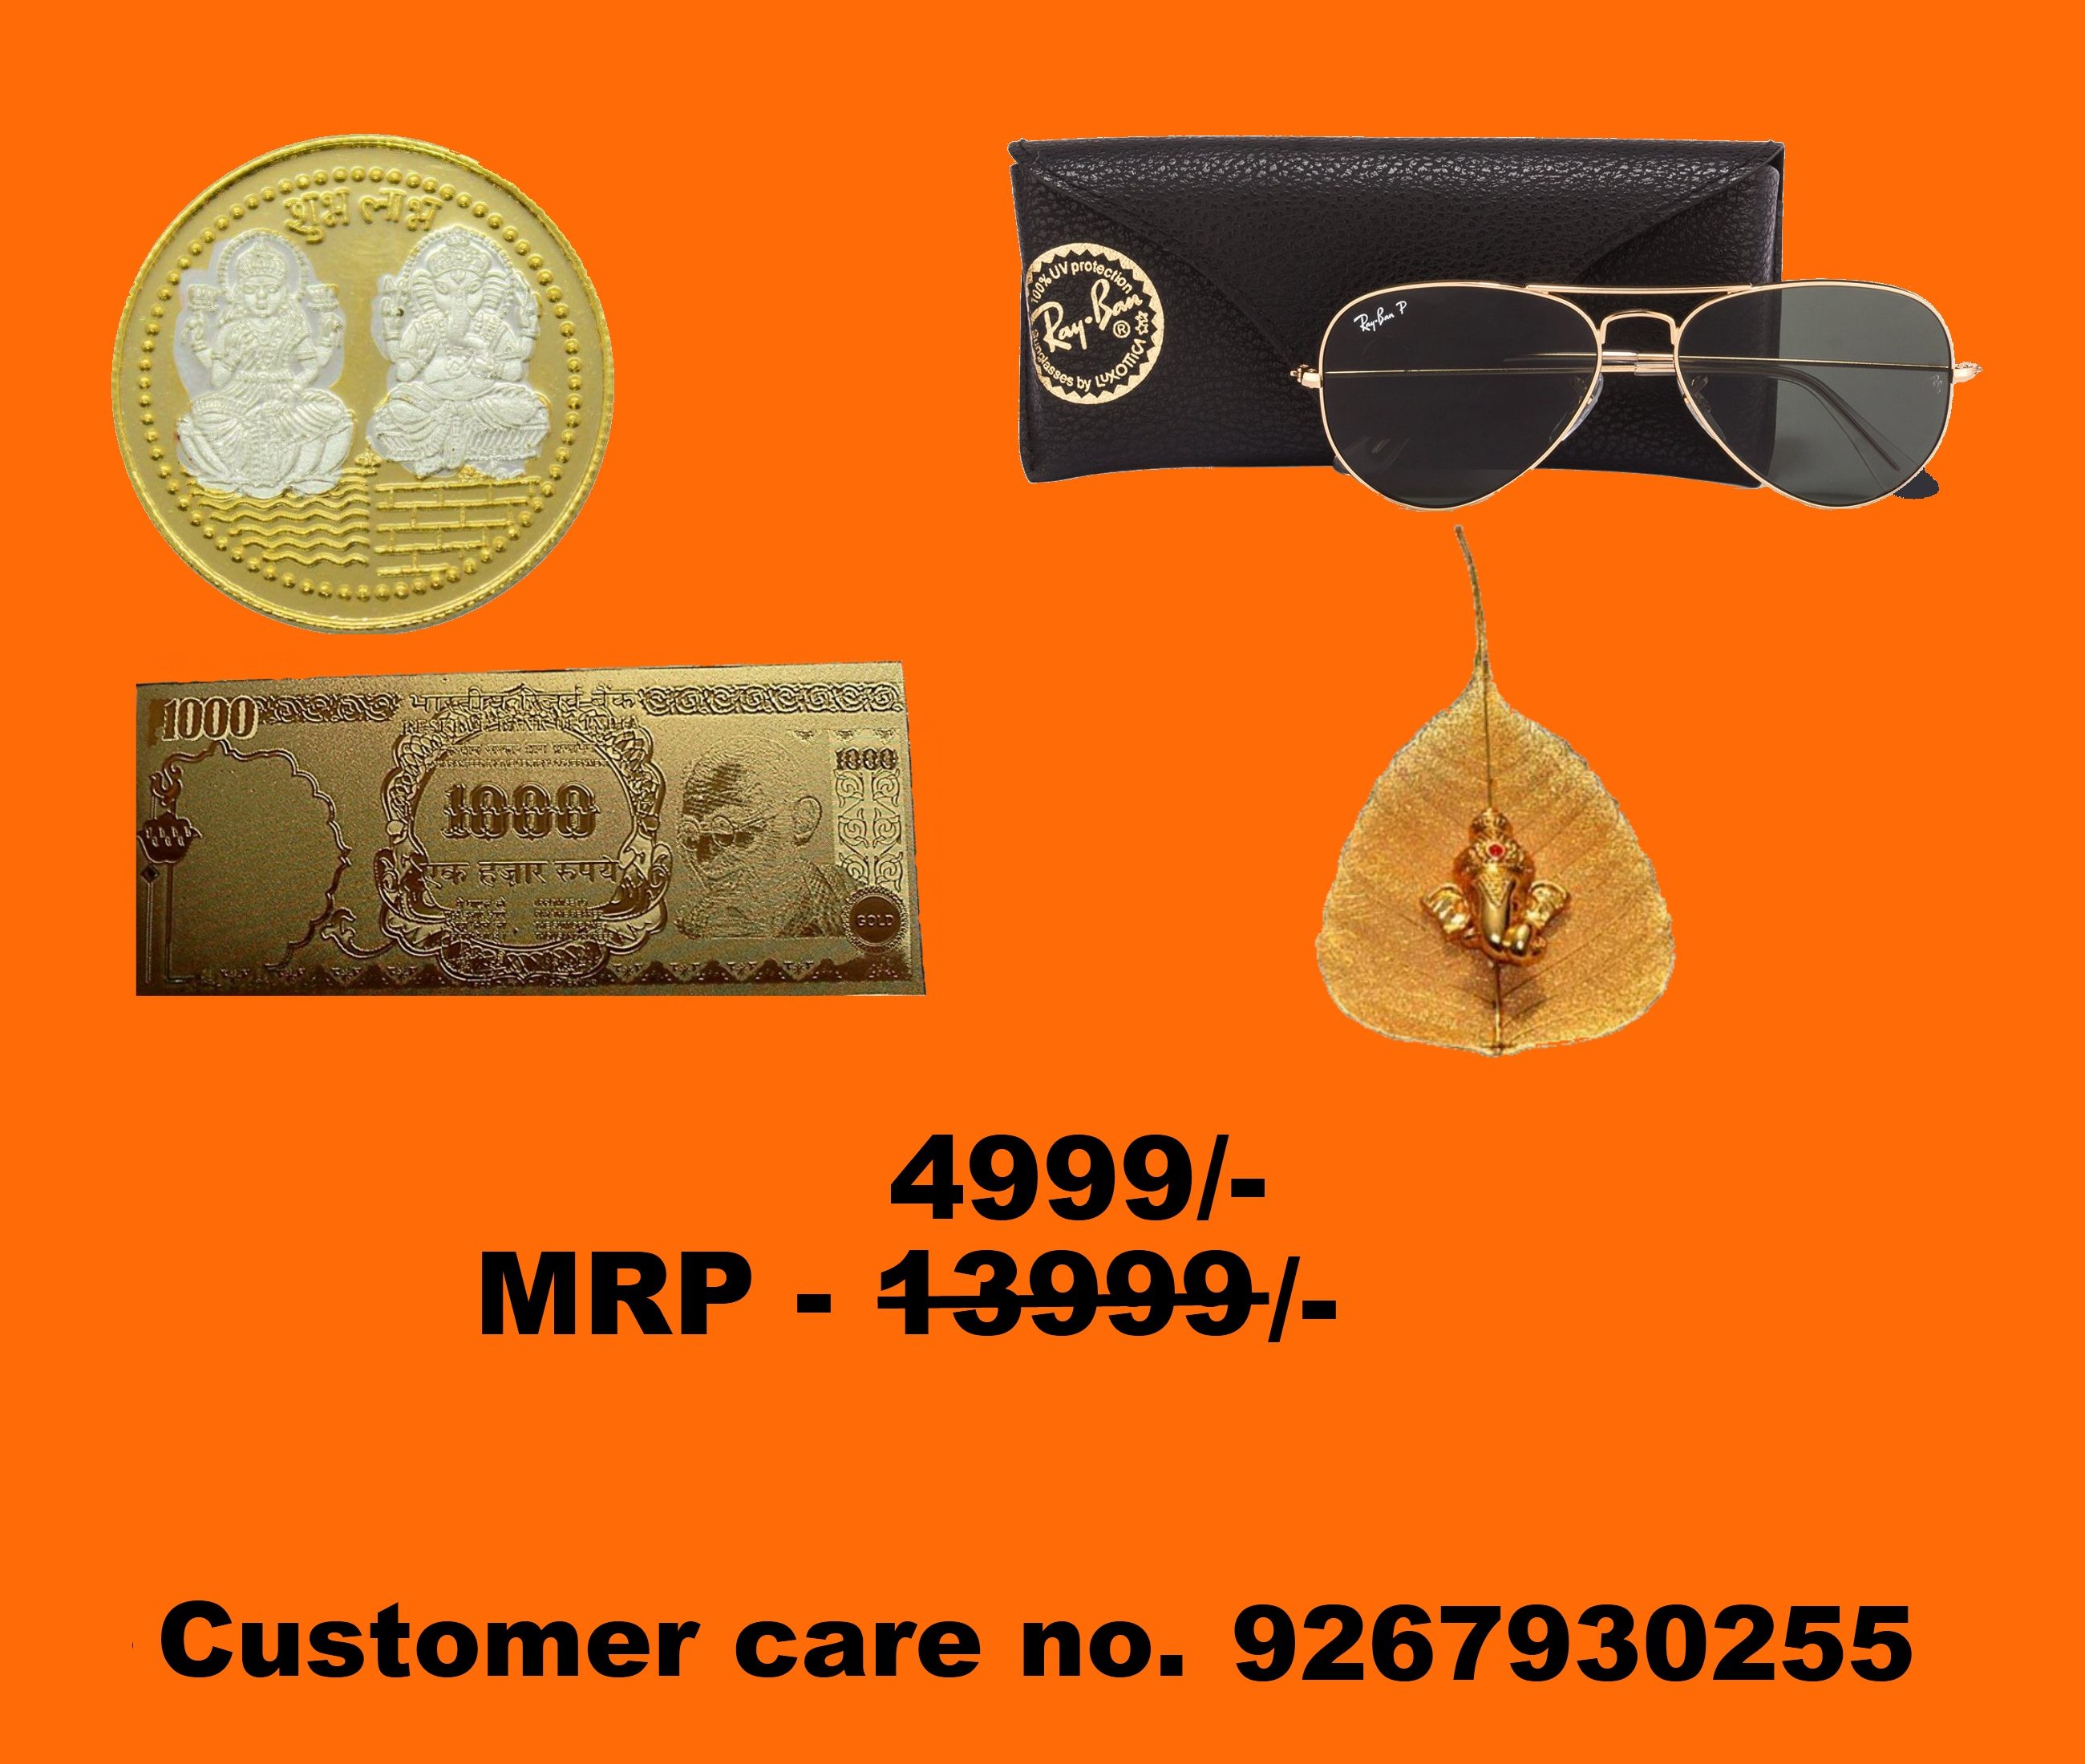 शुभ लाभ
100% UV protection
Ray-Ban
®
Sunglasses by LUXOTTICA
Ray-Ban P
1000
भारतीय रिज़र्व बैंक
1000
1000
एक हज़ार रुपये
GOLD
4999/-
MRP - 13999/-
Customer care no. 9267930255